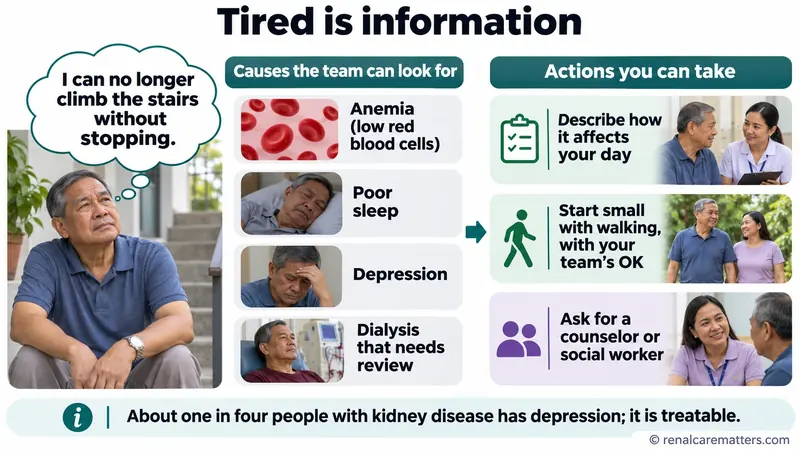 Tired is information
I can no longer
climb the stairs
without
stopping.
Causes the team can look for
Anemia
(low red
blood cells)
Poor
sleep
Depression
Dialysis
that needs
review
Actions you can take
Describe how
it affects
your day
Start small
with walking,
with your
team's OK
Ask for a
counselor or
social worker
i
About one in four people with kidney disease has depression; it is treatable.
© renalcarematters.com